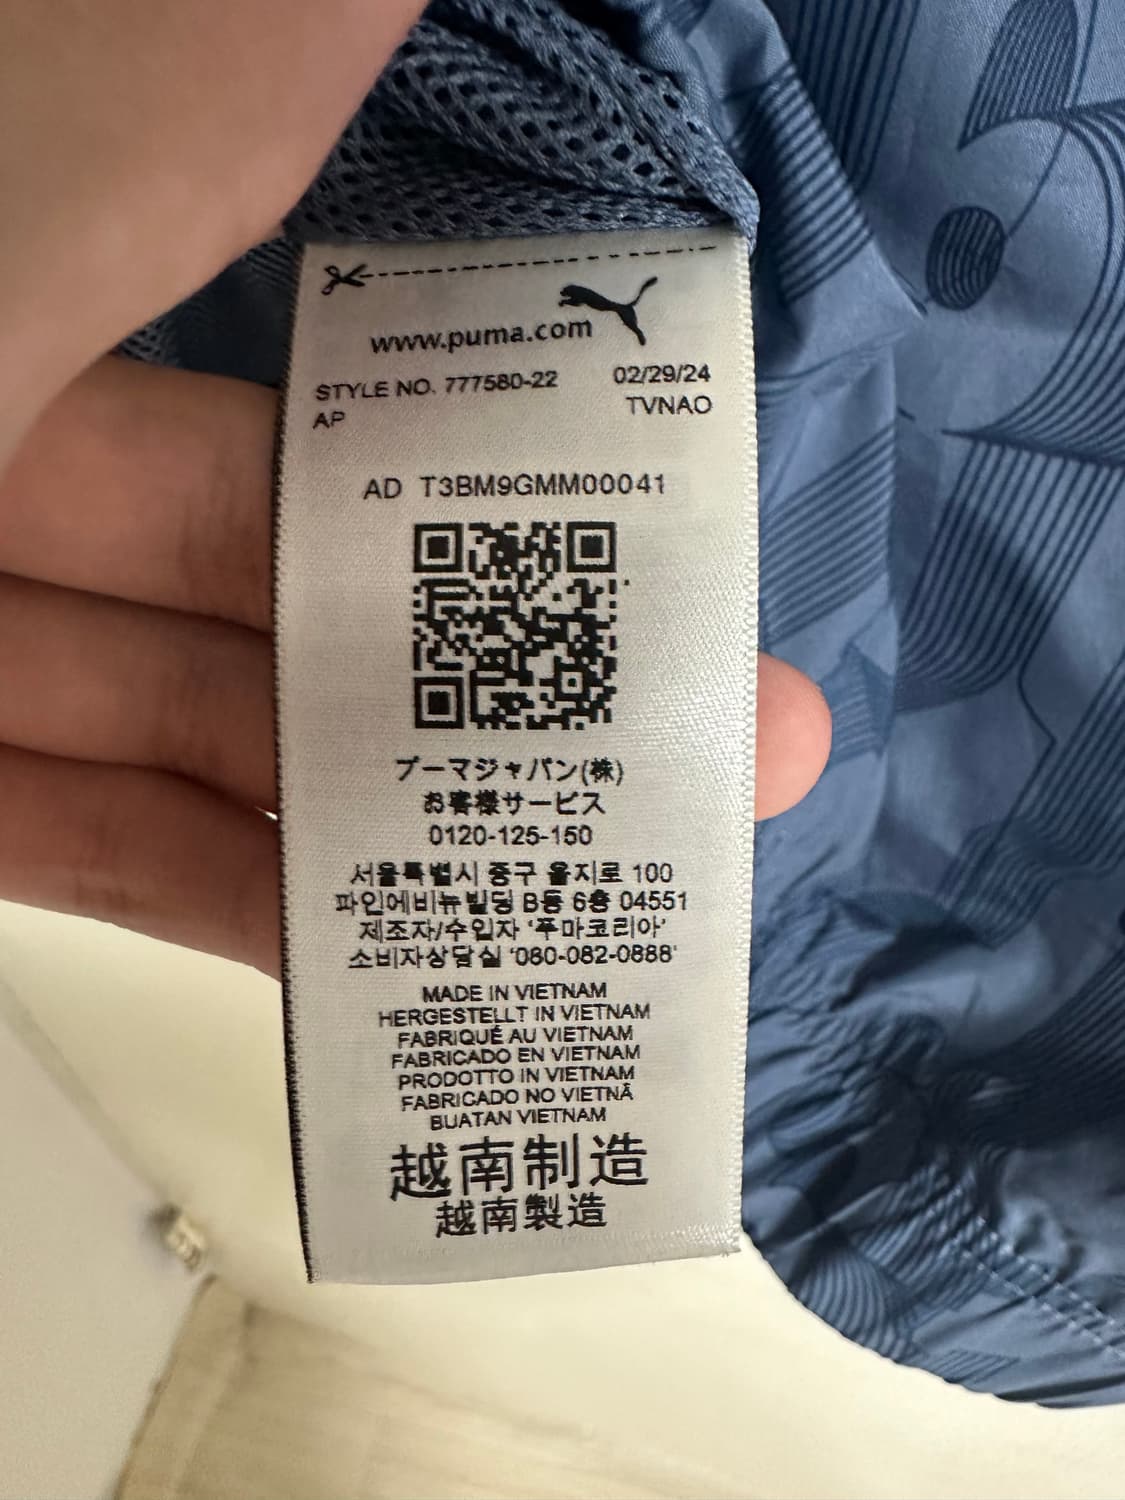 www.puma.com
STYLE NO. 777580-22 02/29/24
AP TVNAO
AD T3BM9GMM00041
プーマジャパン(株)
お客様サービス
0120-125-150
서울특별시 중구 을지로 100
파인에비뉴빌딩 B동 6층 04551
제조자/수입자 '푸마코리아'
소비자상담실 '080-082-0888'
MADE IN VIETNAM
HERGESTELLT IN VIETNAM
FABRIQUÉ AU VIETNAM
FABRICADO EN VIETNAM
PRODOTTO IN VIETNAM
FABRICADO NO VIETNÃ
BUATAN VIETNAM
越南制造
越南製造